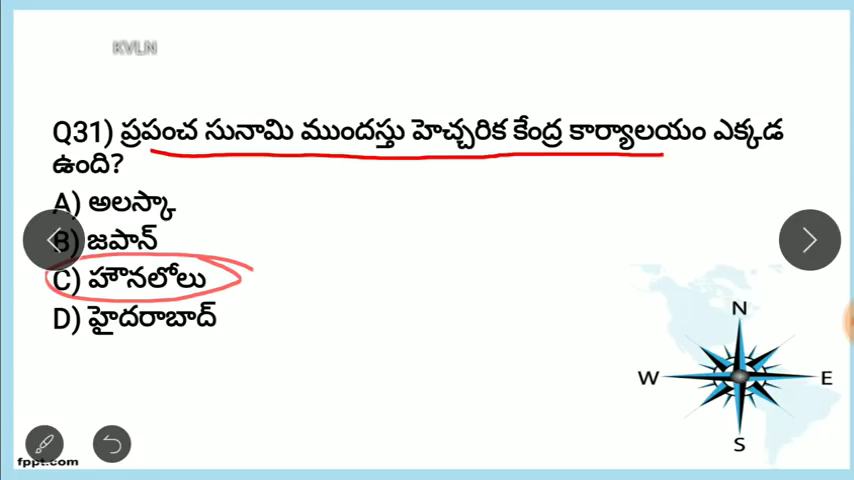 KVLN
Q31) ప్రపంచ సునామి ముందస్తు హెచ్చరిక కేంద్ర కార్యాలయం ఎక్కడ
ఉంది?
A) అలస్కా
B) జపాన్
C) హౌనలోలు
D) హైదరాబాద్
N
W E
S
fppt.com